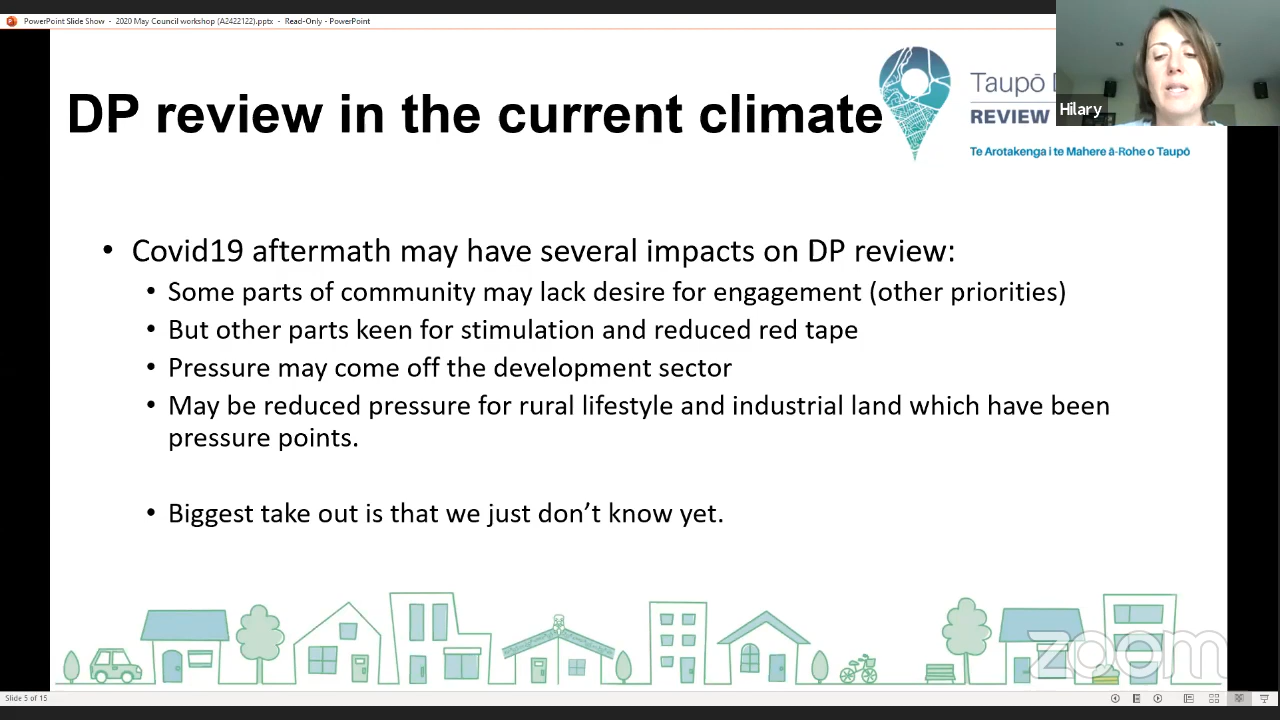 PowerPoint Slide Show - 2020 May Council workshop (A2422122).pptx - Read-Only - PowerPoint
DP review in the current climate
Taupō
REVIEW
Te Arotakenga i te Mahere ā-Rohe o Taupō
Hilary
• Covid19 aftermath may have several impacts on DP review:
• Some parts of community may lack desire for engagement (other priorities)
• But other parts keen for stimulation and reduced red tape
• Pressure may come off the development sector
• May be reduced pressure for rural lifestyle and industrial land which have been
pressure points.
• Biggest take out is that we just don’t know yet.
zoom
Slide 5 of 15